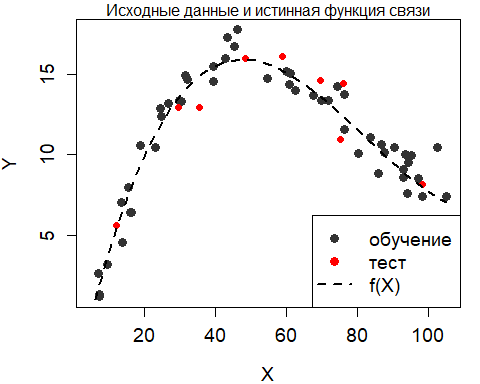 Исходные данные и истинная функция связи
15
10
5
Y
20
40
60
80
100
X
обучение
тест
f(X)